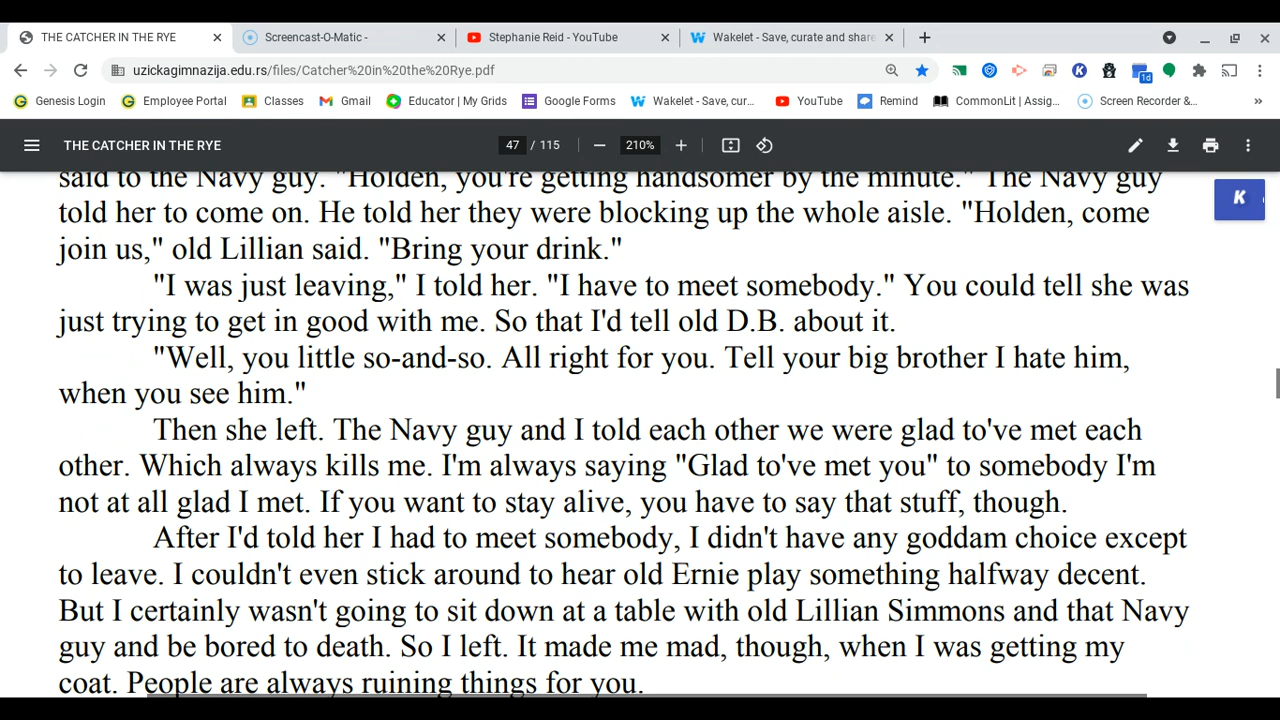 THE CATCHER IN THE RYE
Screencast-O-Matic -
Stephanie Reid - YouTube
Wakelet - Save, curate and share
uzickagimnazija.edu.rs/files/Catcher%20in%20the%20Rye.pdf
1d
Genesis Login
Employee Portal
Classes
Gmail
Educator | My Grids
Google Forms
Wakelet - Save, cur...
YouTube
Remind
CommonLit | Assig...
Screen Recorder &...
THE CATCHER IN THE RYE
47 / 115
210%
K
said to the Navy guy. "Holden, you're getting handsomer by the minute." The Navy guy
told her to come on. He told her they were blocking up the whole aisle. "Holden, come
join us," old Lillian said. "Bring your drink."
"I was just leaving," I told her. "I have to meet somebody." You could tell she was
just trying to get in good with me. So that I'd tell old D.B. about it.
"Well, you little so-and-so. All right for you. Tell your big brother I hate him,
when you see him."
Then she left. The Navy guy and I told each other we were glad to've met each
other. Which always kills me. I'm always saying "Glad to've met you" to somebody I'm
not at all glad I met. If you want to stay alive, you have to say that stuff, though.
After I'd told her I had to meet somebody, I didn't have any goddam choice except
to leave. I couldn't even stick around to hear old Ernie play something halfway decent.
But I certainly wasn't going to sit down at a table with old Lillian Simmons and that Navy
guy and be bored to death. So I left. It made me mad, though, when I was getting my
coat. People are always ruining things for you.